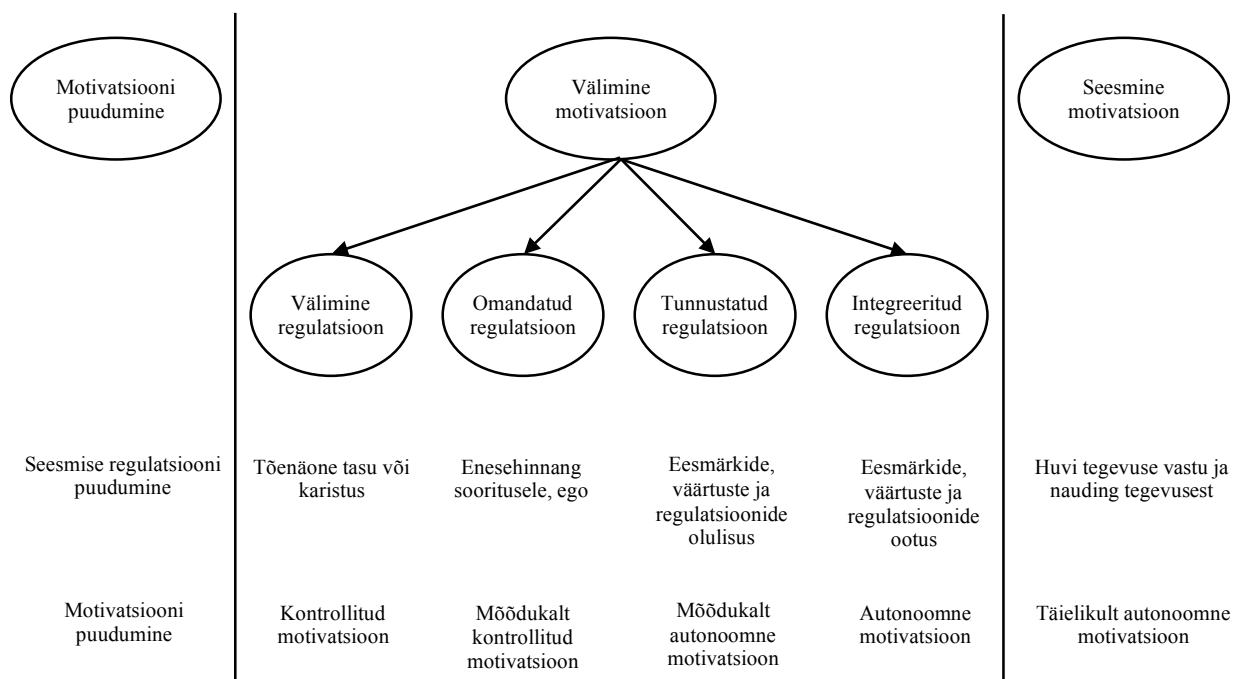 Motivatsiooni
puudumine
Välimine
motivatsioon
Seesmine
motivatsioon
Välimine
regulatsioon
Omandatud
regulatsioon
Tunnustatud
regulatsioon
Integreeritud
regulatsioon
Seesmise regulatsiooni
puudumine
Tõenäone tasu või
karistus
Enesehinnang
sooritusele, ego
Eesmärkide,
väärtuste ja
regulatsioonide
olulisus
Eesmärkide,
väärtuste ja
regulatsioonide
ootus
Huvi tegevuse vastu ja
nauding tegevusest
Motivatsiooni
puudumine
Kontrollitud
motivatsioon
Mõõdukalt
kontrollitud
motivatsioon
Mõõdukalt
autonoomne
motivatsioon
Autonoomne
motivatsioon
Täielikult autonoomne
motivatsioon